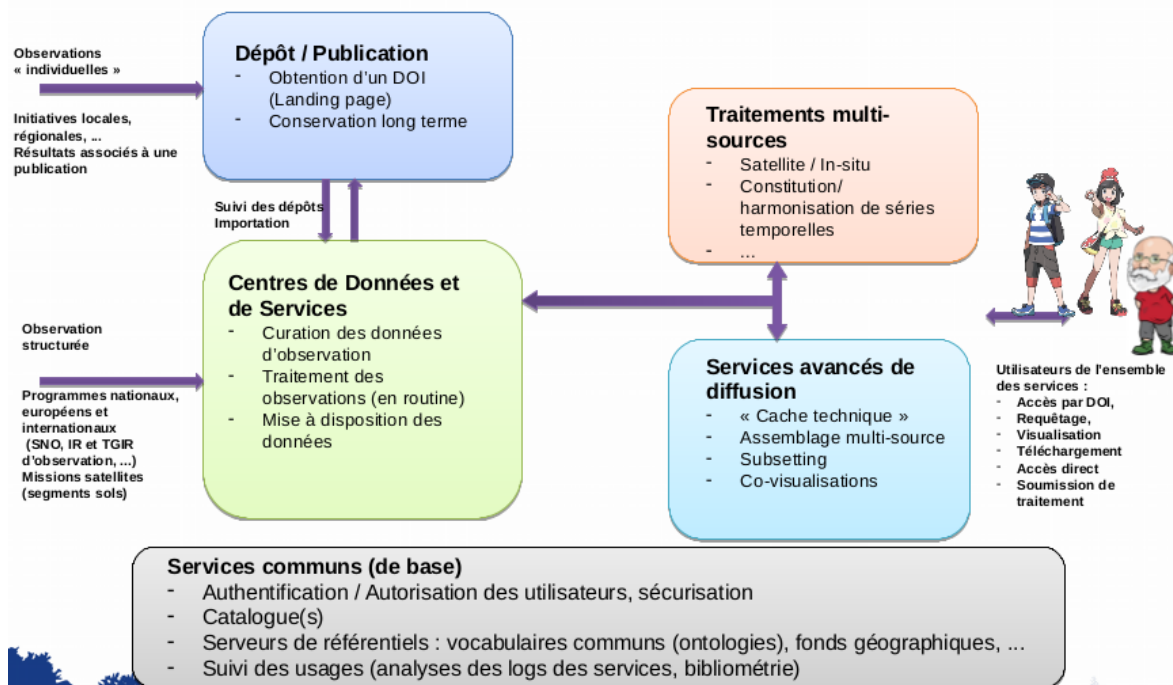 Observations
« individuelles »
Initiatives locales,
régionales, ...
Résultats associés à une
publication
Dépôt / Publication
- Obtention d'un DOI
(Landing page)
- Conservation long terme
Suivi des dépôts
Importation
Observation
structurée
Programmes nationaux,
européens et
internationaux
(SNO, IR et TGIR
d'observation, ...)
Missions satellites
(segments sols)
Centres de Données et
de Services
- Curation des données
d'observation
- Traitement des
observations (en routine)
- Mise à disposition des
données
Traitements multi-
sources
- Satellite / In-situ
- Constitution/
harmonisation de séries
temporelles
- ...
Services avancés de
diffusion
- « Cache technique »
- Assemblage multi-source
- Subsetting
- Co-visualisations
Utilisateurs de l'ensemble
des services :
- Accès par DOI,
- Requêtage,
- Visualisation
- Téléchargement
- Accès direct
- Soumission de
traitement
Services communs (de base)
- Authentification / Autorisation des utilisateurs, sécurisation
- Catalogue(s)
- Serveurs de référentiels : vocabulaires communs (ontologies), fonds géographiques, ...
- Suivi des usages (analyses des logs des services, bibliométrie)